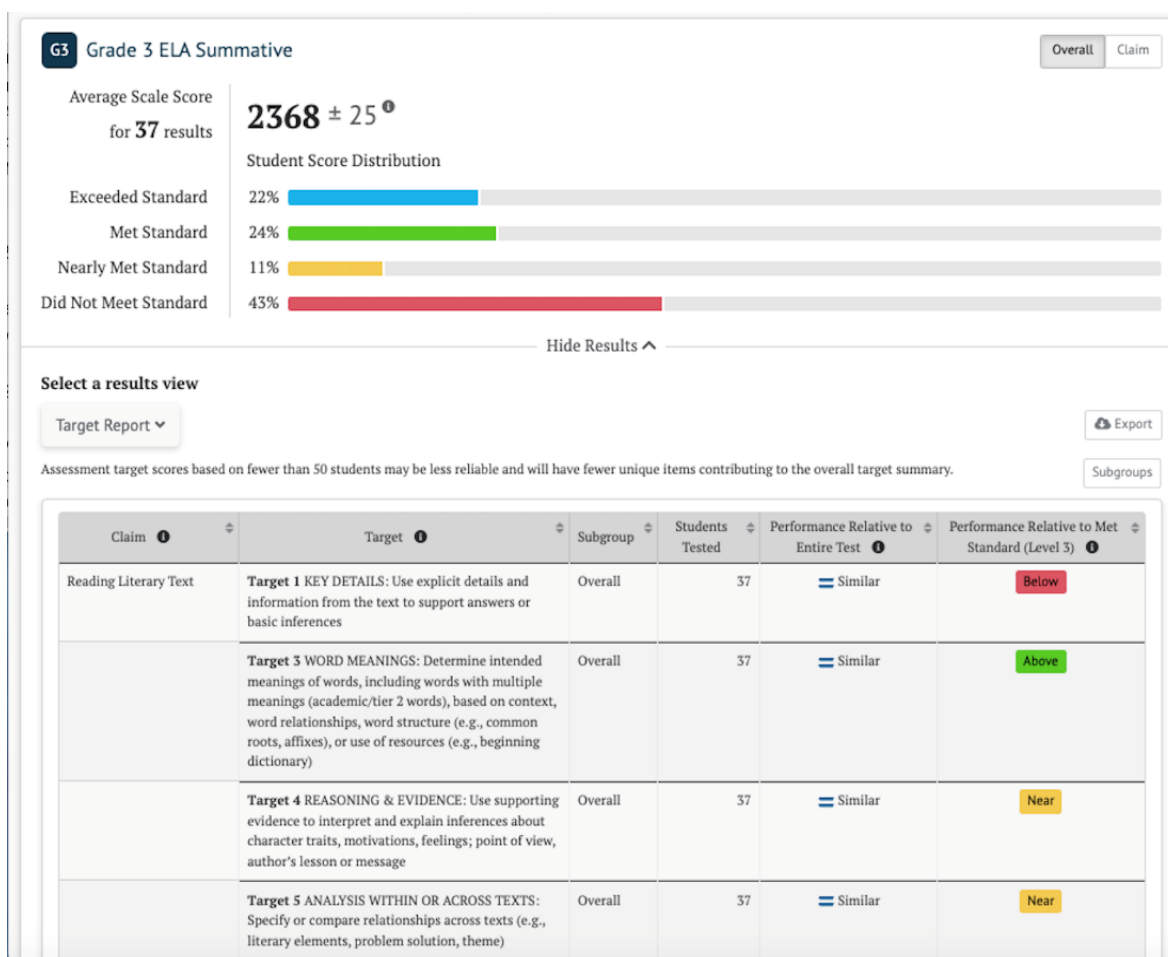 G3 Grade 3 ELA Summative
Overall Claim
Average Scale Score
for 37 results
2368 ± 25
Student Score Distribution
Exceeded Standard 22%
Met Standard 24%
Nearly Met Standard 11%
Did Not Meet Standard 43%
Hide Results
Select a results view
Target Report
Export
Assessment target scores based on fewer than 50 students may be less reliable and will have fewer unique items contributing to the overall target summary.
Subgroups
Claim
Target
Subgroup
Students
Tested
Performance Relative to
Entire Test
Performance Relative to Met
Standard (Level 3)
Reading Literary Text
Target 1 KEY DETAILS: Use explicit details and
information from the text to support answers or
basic inferences
Overall
37
Similar
Below
Target 3 WORD MEANINGS: Determine intended
meanings of words, including words with multiple
meanings (academic/tier 2 words), based on context,
word relationships, word structure (e.g., common
roots, affixes), or use of resources (e.g., beginning
dictionary)
Overall
37
Similar
Above
Target 4 REASONING & EVIDENCE: Use supporting
evidence to interpret and explain inferences about
character traits, motivations, feelings; point of view,
author's lesson or message
Overall
37
Similar
Near
Target 5 ANALYSIS WITHIN OR ACROSS TEXTS:
Specify or compare relationships across texts (e.g.,
literary elements, problem solution, theme)
Overall
37
Similar
Near